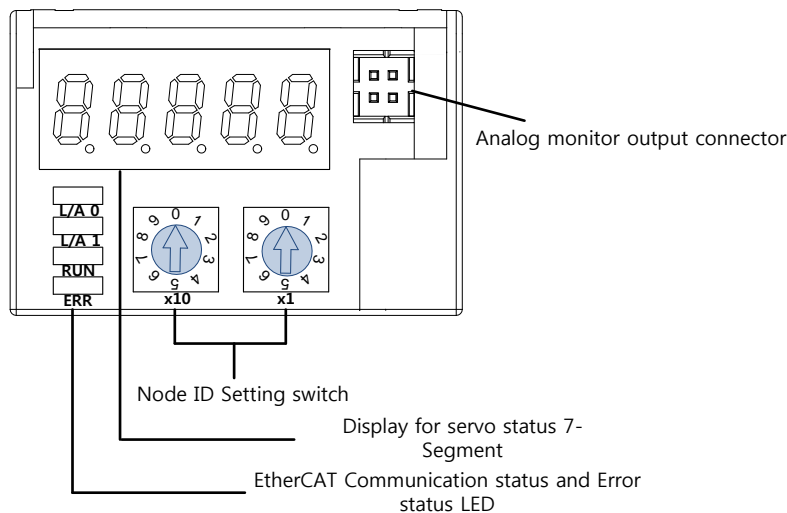 Analog monitor output connector
L/A 0
L/A 1
RUN
ERR
0 1 2 3 4 5 6 7 8 9
0 1 2 3 4 5 6 7 8 9
x10
x1
Node ID Setting switch
Display for servo status 7-
Segment
EtherCAT Communication status and Error
status LED